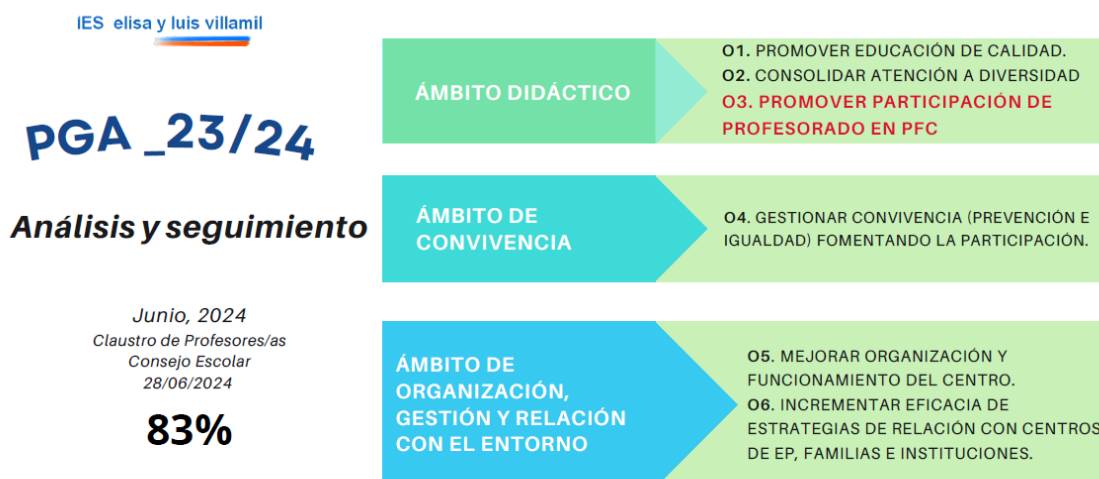 IES elisa y luis villamil
PGA _23/24
Análisis y seguimiento
Junio, 2024
Claustro de Profesores/as
Consejo Escolar
28/06/2024
83%
ÁMBITO DIDÁCTICO
O1. PROMOVER EDUCACIÓN DE CALIDAD.
O2. CONSOLIDAR ATENCIÓN A DIVERSIDAD
O3. PROMOVER PARTICIPACIÓN DE
PROFESORADO EN PFC
ÁMBITO DE
CONVIVENCIA
O4. GESTIONAR CONVIVENCIA (PREVENCIÓN E
IGUALDAD) FOMENTANDO LA PARTICIPACIÓN.
ÁMBITO DE
ORGANIZACIÓN,
GESTIÓN Y RELACIÓN
CON EL ENTORNO
O5. MEJORAR ORGANIZACIÓN Y
FUNCIONAMIENTO DEL CENTRO.
O6. INCREMENTAR EFICACIA DE
ESTRATEGIAS DE RELACIÓN CON CENTROS
DE EP, FAMILIAS E INSTITUCIONES.